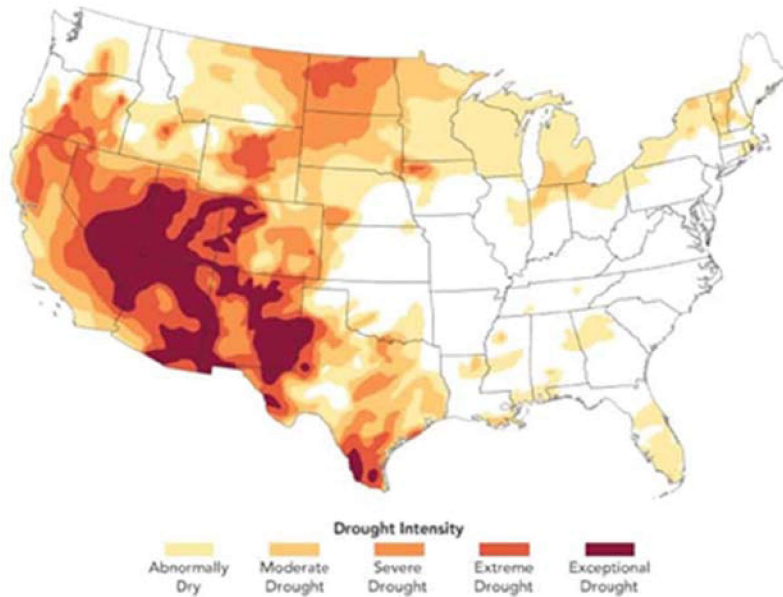 Drought Intensity
Abnormally Dry
Moderate Drought
Severe Drought
Extreme Drought
Exceptional Drought